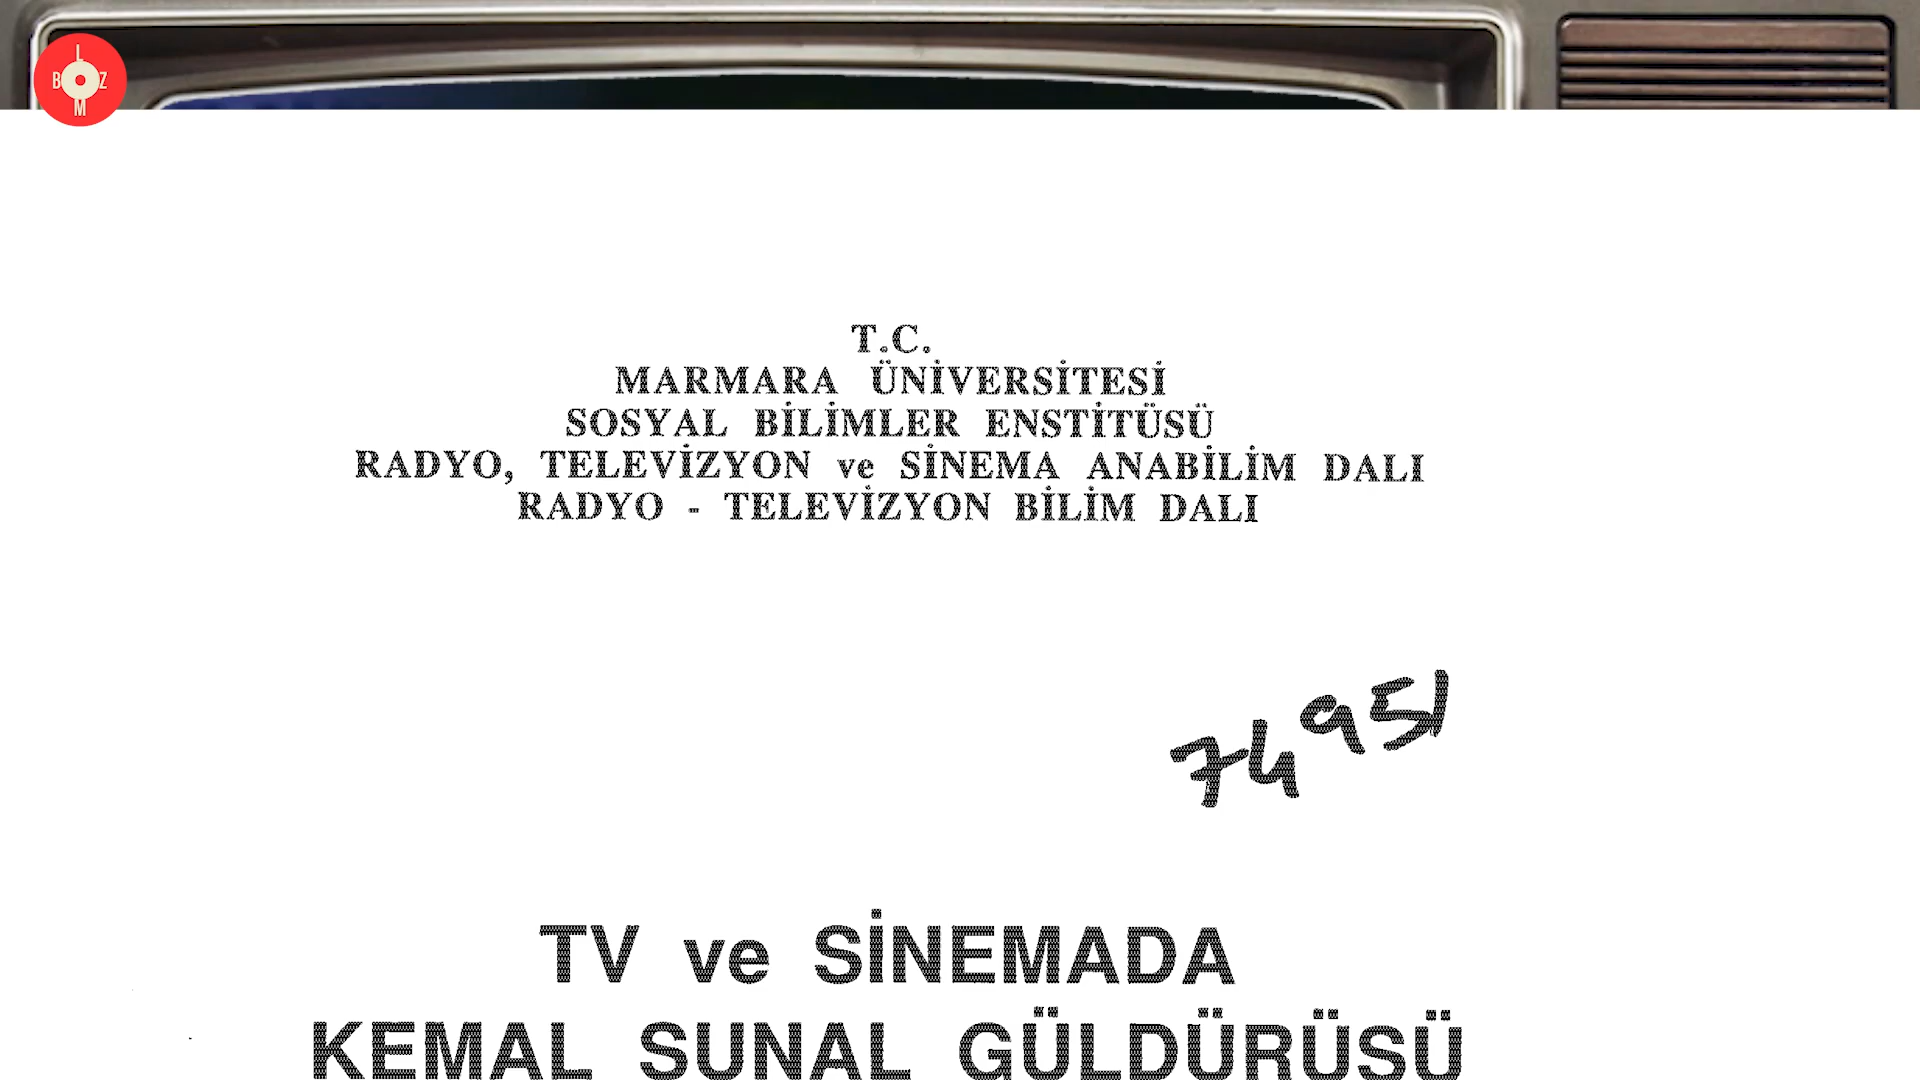 L
B Z
M
T.C.
MARMARA ÜNİVERSİTESİ
SOSYAL BİLİMLER ENSTİTÜSÜ
RADYO, TELEVİZYON ve SİNEMA ANABİLİM DALI
RADYO - TELEVİZYON BİLİM DALI
74951
TV ve SİNEMADA
KEMAL SUNAL GÜLDÜRÜSÜ